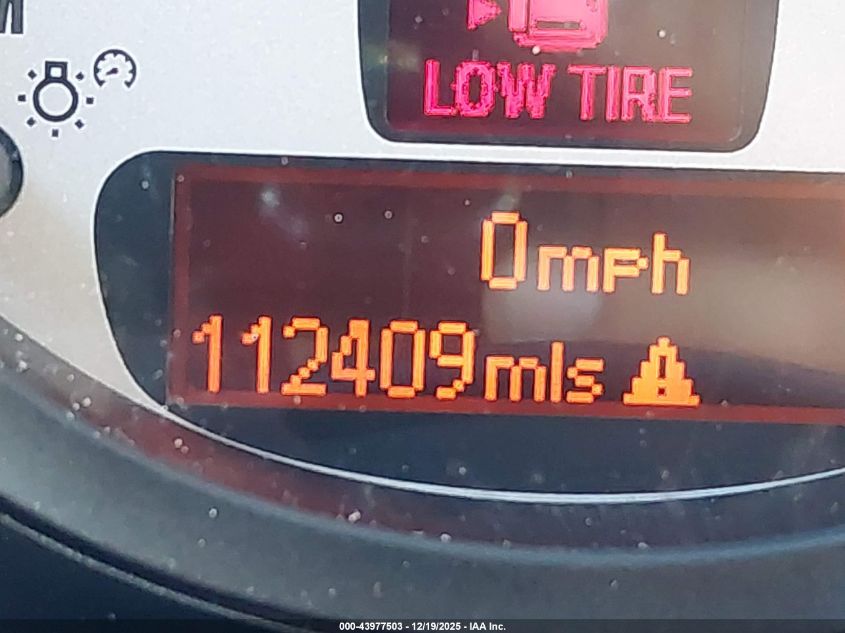 LOW TIRE
0mph
112409mls
000-43977503 - 12/19/2025 - IAA Inc.